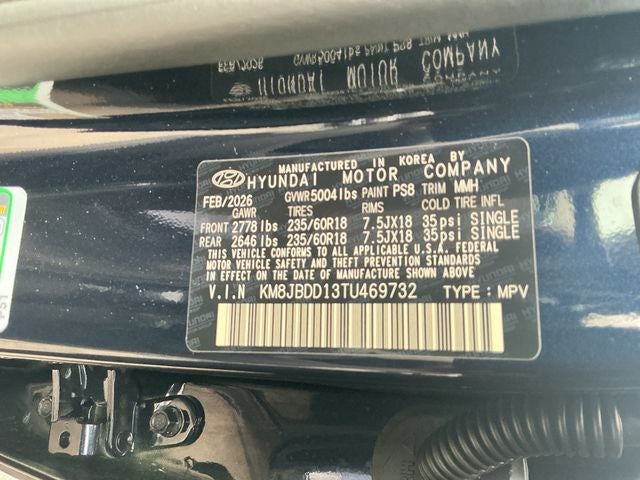 MANUFACTURED IN KOREA BY
HYUNDAI MOTOR COMPANY
FEB/2026 GVWR 5004 lbs PAINT PS8 TRIM MMH
GAWR TIRES RIMS COLD TIRE INFL
FRONT 2778 lbs 235/60R18 7.5JX18 35psi SINGLE
REAR 2646 lbs 235/60R18 7.5JX18 35psi SINGLE
THIS VEHICLE CONFORMS TO ALL APPLICABLE U.S.A. FEDERAL
MOTOR VEHICLE SAFETY AND THEFT PREVENTION STANDARDS
IN EFFECT ON THE DATE OF MANUFACTURE SHOWN ABOVE.
V.I.N KM8JBDD13TU469732 TYPE : MPV